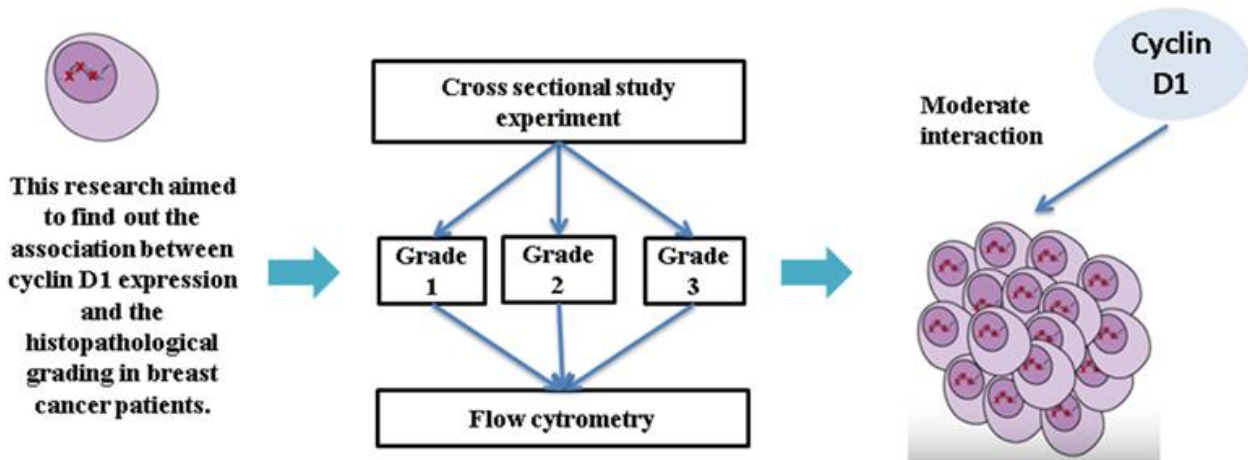 This research aimed
to find out the
association between
cyclin D1 expression
and the
histopathological
grading in breast
cancer patients.
Cross sectional study
experiment
Grade
1
Grade
2
Grade
3
Flow cytrometry
Moderate
interaction
Cyclin
D1